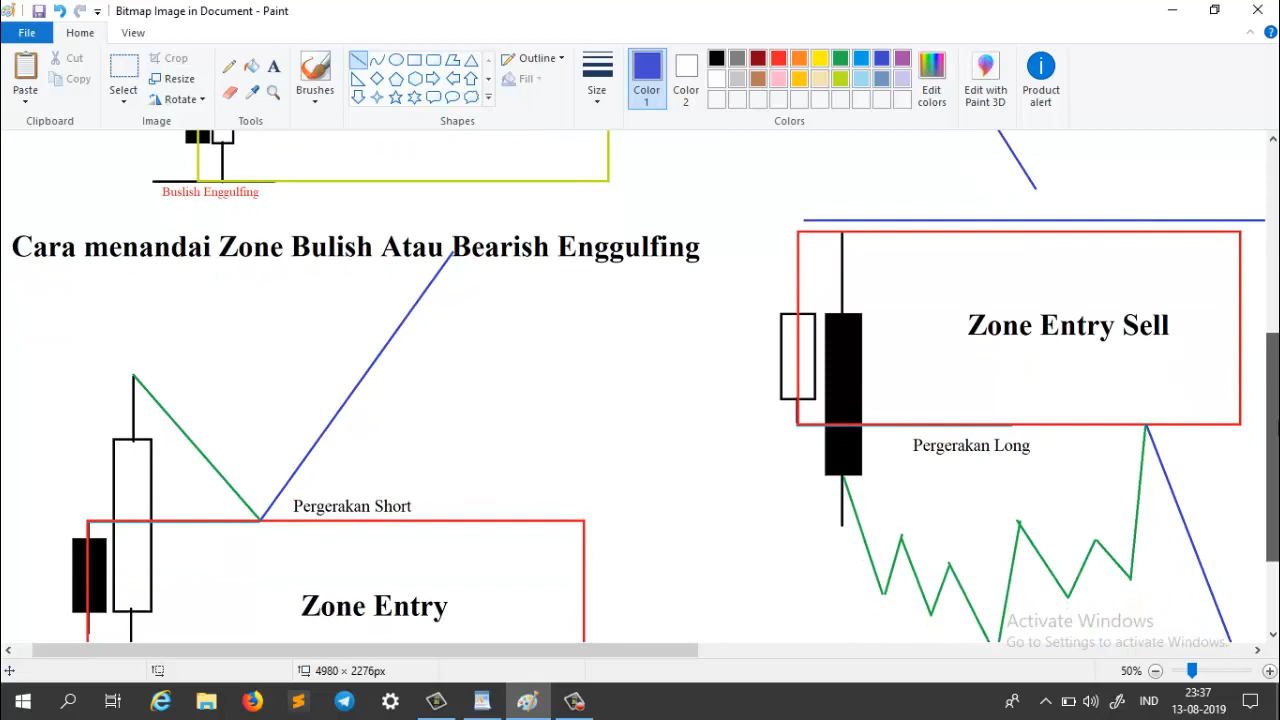 Bitmap Image in Document - Paint
File
Home
View
Paste
Cut
Copy
Clipboard
Select
Crop
Resize
Rotate
Image
A
Tools
Brushes
Outline
Fill
Shapes
Size
Color
1
Color
2
Edit
colors
Colors
Edit with
Paint 3D
Product
alert
Buslish Enggulfing
Cara menandai Zone Bulish Atau Bearish Enggulfing
Zone Entry Sell
Pergerakan Long
Pergerakan Short
Zone Entry
Activate Windows
Go to Settings to activate Windows.
4980 × 2276px
50%
IND
23:37
13-08-2019